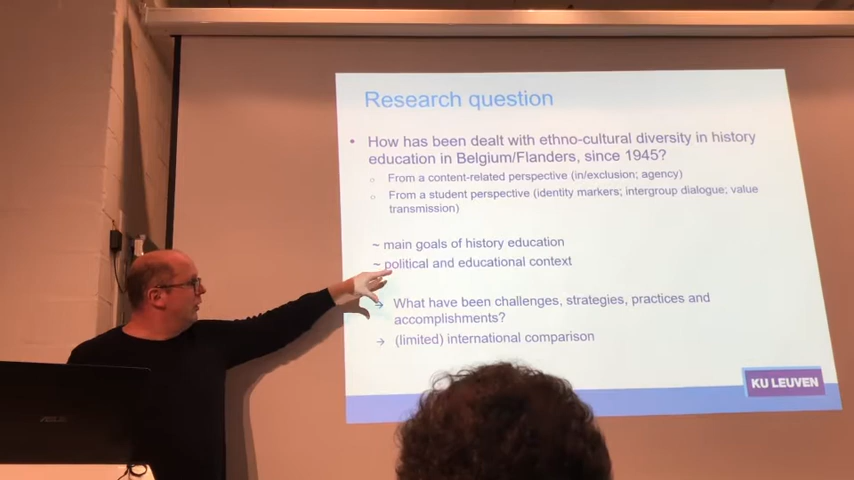 Research question
• How has been dealt with ethno-cultural diversity in history
education in Belgium/Flanders, since 1945?
○ From a content-related perspective (in/exclusion; agency)
○ From a student perspective (identity markers; intergroup dialogue; value
transmission)
~ main goals of history education
~ political and educational context
→ What have been challenges, strategies, practices and
accomplishments?
→ (limited) international comparison
KU LEUVEN
ASUS